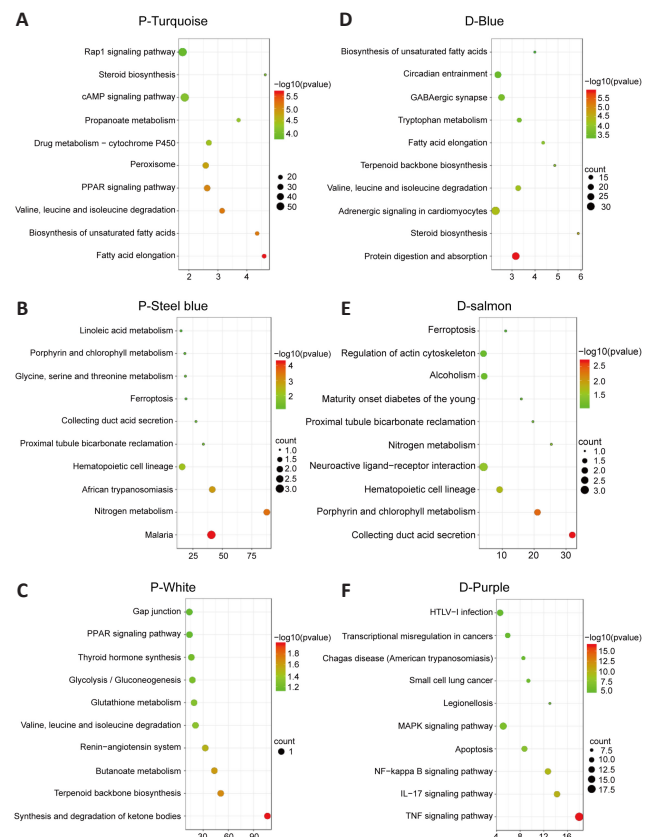 A
P-Turquoise
Rap1 signaling pathway
Steroid biosynthesis
cAMP signaling pathway
Propanoate metabolism
Drug metabolism − cytochrome P450
Peroxisome
PPAR signaling pathway
Valine, leucine and isoleucine degradation
Biosynthesis of unsaturated fatty acids
Fatty acid elongation
2 3 4
−log10(pvalue)
5.5
5.0
4.5
4.0
20
30
40
50
D
D-Blue
Biosynthesis of unsaturated fatty acids
Circadian entrainment
GABAergic synapse
Tryptophan metabolism
Fatty acid elongation
Terpenoid backbone biosynthesis
Valine, leucine and isoleucine degradation
Adrenergic signaling in cardiomyocytes
Steroid biosynthesis
Protein digestion and absorption
3 4 5 6
−log10(pvalue)
5.5
5.0
4.5
4.0
3.5
count
15
20
25
30
B
P-Steel blue
Linoleic acid metabolism
Porphyrin and chlorophyll metabolism
Glycine, serine and threonine metabolism
Ferroptosis
Collecting duct acid secretion
Proximal tubule bicarbonate reclamation
Hematopoietic cell lineage
African trypanosomiasis
Nitrogen metabolism
Malaria
25 50 75
−log10(pvalue)
4
3
2
count
1.0
1.5
2.0
2.5
3.0
E
D-salmon
Ferroptosis
Regulation of actin cytoskeleton
Alcoholism
Maturity onset diabetes of the young
Proximal tubule bicarbonate reclamation
Nitrogen metabolism
Neuroactive ligand−receptor interaction
Hematopoietic cell lineage
Porphyrin and chlorophyll metabolism
Collecting duct acid secretion
10 20 30
−log10(pvalue)
2.5
2.0
1.5
count
1.0
1.5
2.0
2.5
3.0
C
P-White
Gap junction
PPAR signaling pathway
Thyroid hormone synthesis
Glycolysis / Gluconeogenesis
Glutathione metabolism
Valine, leucine and isoleucine degradation
Renin−angiotensin system
Butanoate metabolism
Terpenoid backbone biosynthesis
Synthesis and degradation of ketone bodies
30 60 90
-log10(pvalue)
1.8
1.6
1.4
1.2
count
1
F
D-Purple
HTLV−I infection
Transcriptional misregulation in cancers
Chagas disease (American trypanosomiasis)
Small cell lung cancer
Legionellosis
MAPK signaling pathway
Apoptosis
NF−kappa B signaling pathway
IL−17 signaling pathway
TNF signaling pathway
4 8 12 16
-log10(pvalue)
15.0
12.5
10.0
7.5
5.0
count
7.5
10.0
12.5
15.0
17.5